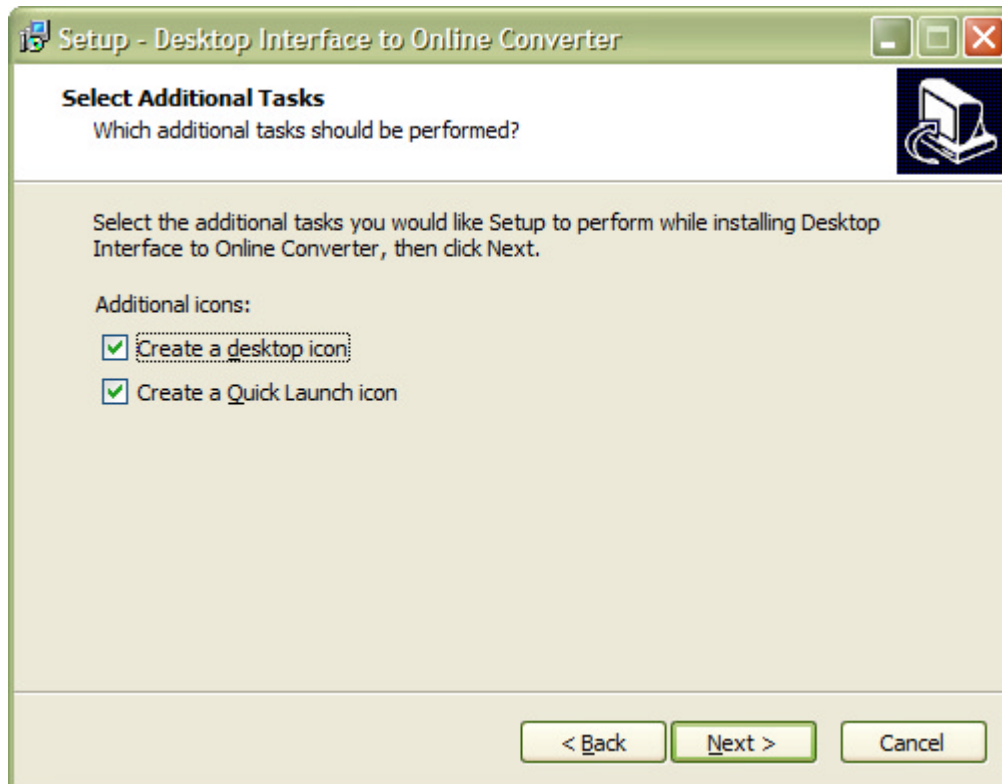 Setup - Desktop Interface to Online Converter
Select Additional Tasks
Which additional tasks should be performed?
Select the additional tasks you would like Setup to perform while installing Desktop
Interface to Online Converter, then click Next.
Additional icons:
Create a desktop icon
Create a Quick Launch icon
< Back Next > Cancel